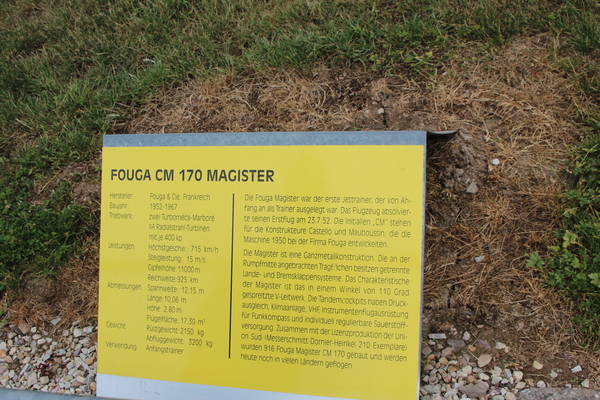 FOUGA CM 170 MAGISTER
Hersteller: Fouga & Cie. Frankreich
Baujahr: 1952-1967
Triebwerk: zwei Turboméca-Marboré
IIA Radialstrahl-Turbinen
mit je 400 kp
Leistungen: Höchstgeschw.: 715 km/h
Steigleistung 15 m/s
Gipfelhöhe: 11000 m
Reichweite 925 km
Abmessungen: Spannweite: 12,15 m
Länge: 10,06 m
Höhe: 2,80 m
Flügelfläche: 17,30 m²
Gewicht: Rüstgewicht 2150 kg
Abfluggewicht: 3200 kg
Verwendung: Anfangstrainer
Die Fouga Magister war der erste Jettrainer, der von An-
fang an als Trainer ausgelegt war. Das Flugzeug absolvier-
te seinen Erstflug am 23.7.52. Die Initialien „CM" stehen
für die Konstrukteure Castello und Mauboussin, die die
Maschine 1950 bei der Firma Fouga entwickelten.
Die Magister ist eine Ganzmetallkonstruktion. Die an der
Rumpfmitte angebrachten Tragflächen besitzen getrennte
Lande- und Bremsklappensysteme. Das Charakteristische
der Magister ist das in einem Winkel von 110 Grad
gespreitzte V-Leitwerk. Die Tandemcockpits haben Druck-
ausgleich, Klimaanlage, VHF, Instrumentenflugausrüstung
für Funkkompass und individuell regulierbare Sauerstoff-
versorgung. Zusammen mit der Lizenzproduktion der Uni-
on Süd (Messerschmitt-Dornier-Heinkel 210 Exemplare)
wurden 916 Fouga Magister CM 170 gebaut und werden
heute noch in vielen Ländern geflogen.